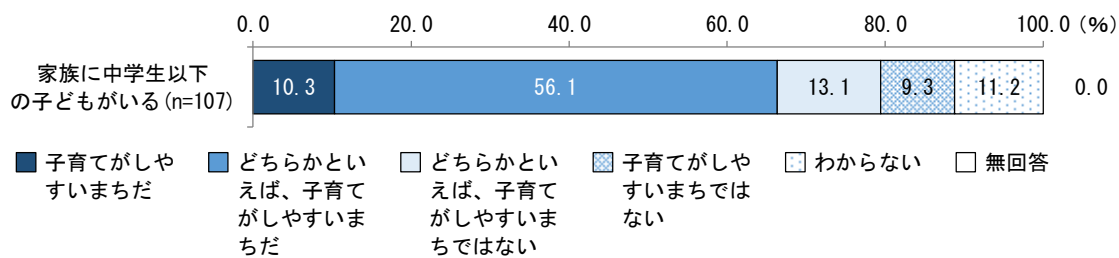 0.0 20.0 40.0 60.0 80.0 100.0 (%)
家族に中学生以下
の子どもがいる(n=107)
10.3 56.1 13.1 9.3 11.2 0.0
子育てがしや
すいまちだ
どちらかとい
えば、子育て
がしやすいま
ちだ
どちらかとい
えば、子育て
がしやすいま
ちではない
子育てがしや
すいまちでは
ない
わからない
無回答